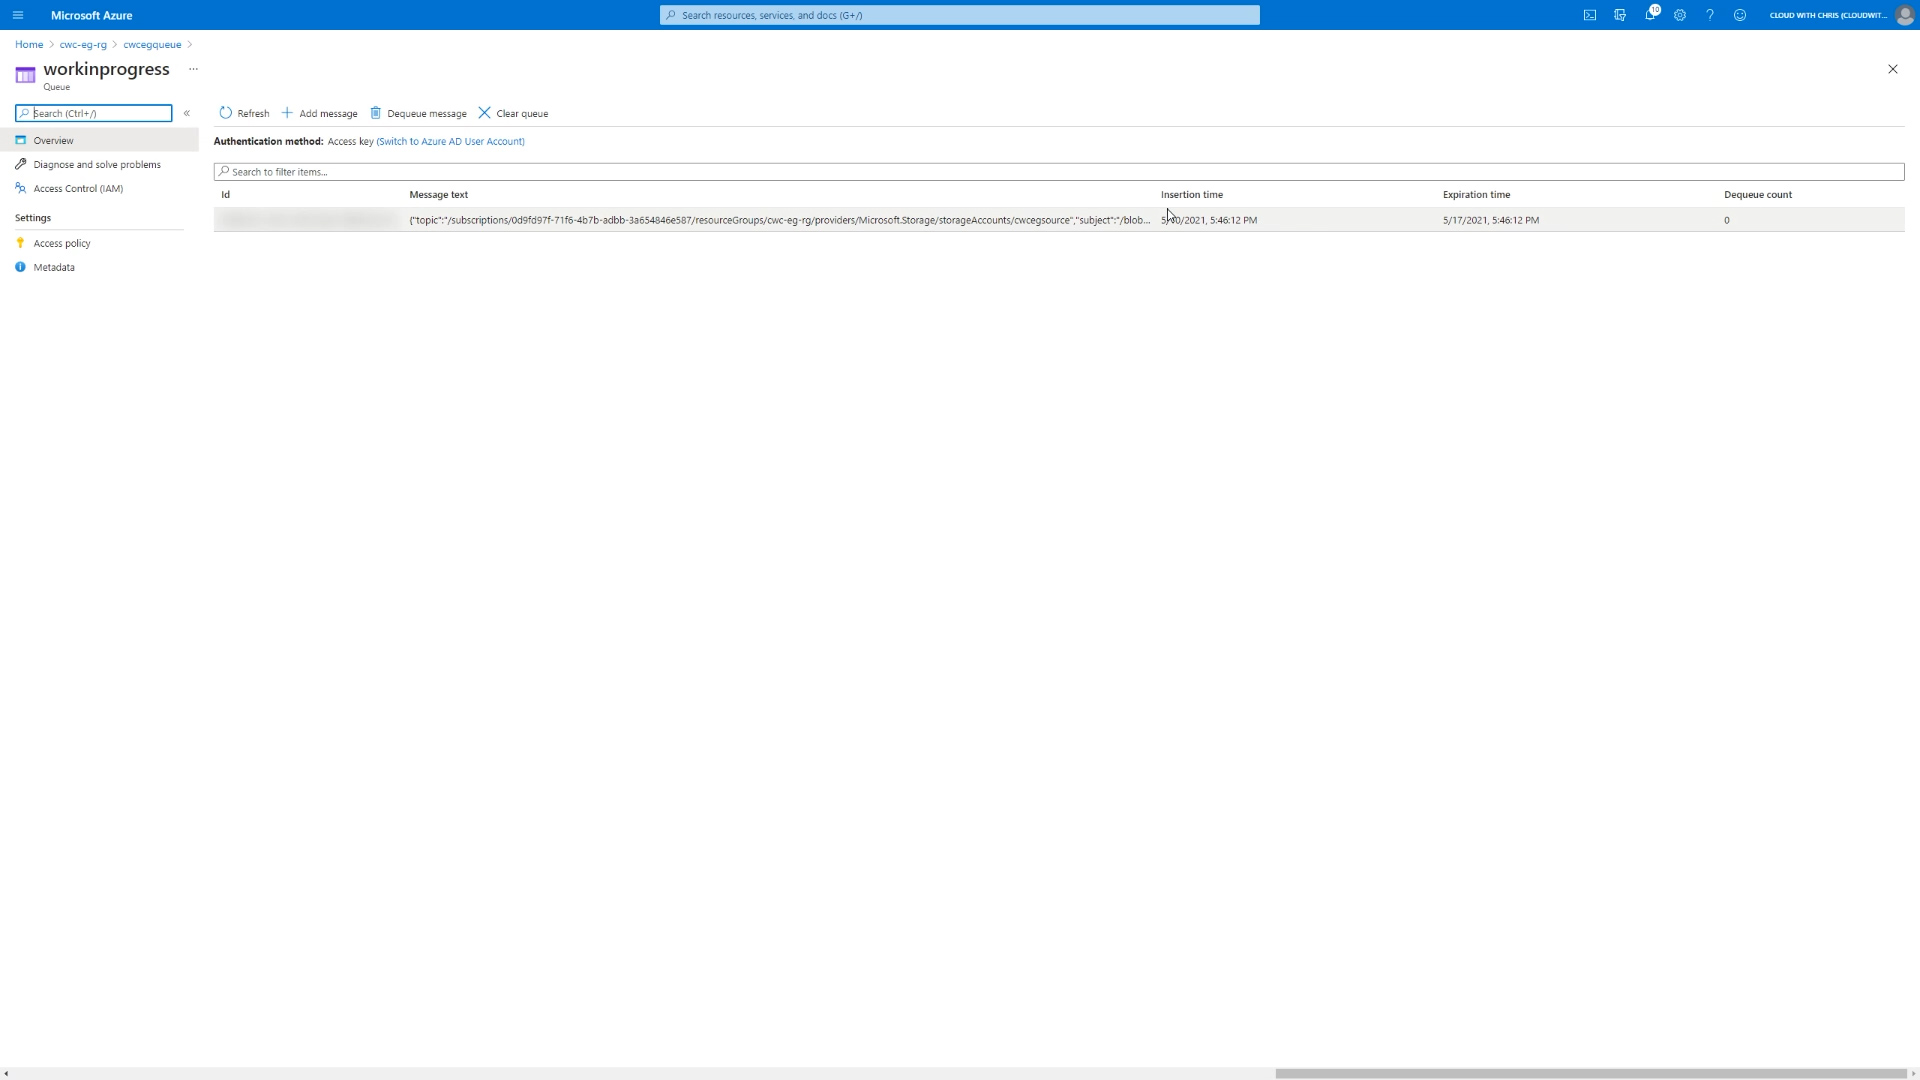 Microsoft Azure
Search resources, services, and docs (G+/)
10
CLOUD WITH CHRIS (CLOUDWIT...
Home > cwc-eg-rg > cwcegqueue >
workinprogress ...
Queue
Search (Ctrl+/)
«
Refresh
Add message
Dequeue message
Clear queue
Overview
Diagnose and solve problems
Access Control (IAM)
Settings
Access policy
Metadata
Authentication method: Access key (Switch to Azure AD User Account)
Search to filter items...
Id Message text Insertion time Expiration time Dequeue count
{"topic":"/subscriptions/0d9fd97f-71f6-4b7b-adbb-3a654846e587/resourceGroups/cwc-eg-rg/providers/Microsoft.Storage/storageAccounts/cwcegsource","subject":"/blob... 5/10/2021, 5:46:12 PM 5/17/2021, 5:46:12 PM 0